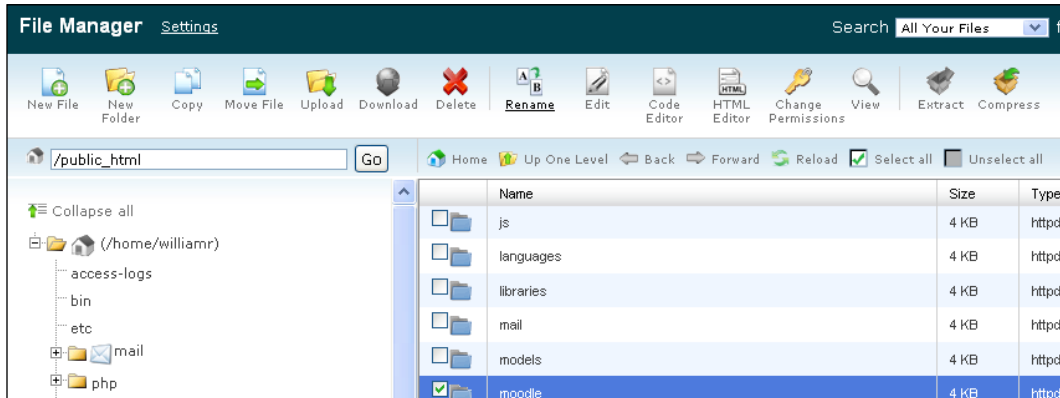 File Manager Settings Search All Your Files
New File New Folder Copy Move File Upload Download Delete Rename Edit Code Editor HTML Editor Change Permissions View Extract Compress
/public_html Go Home Up One Level Back Forward Reload Select all Unselect all
Collapse all
(/home/williamr)
access-logs
bin
etc
mail
php
Name Size Type
js 4 KB httpd
languages 4 KB httpd
libraries 4 KB httpd
mail 4 KB httpd
models 4 KB httpd
moodle 4 KB httpd